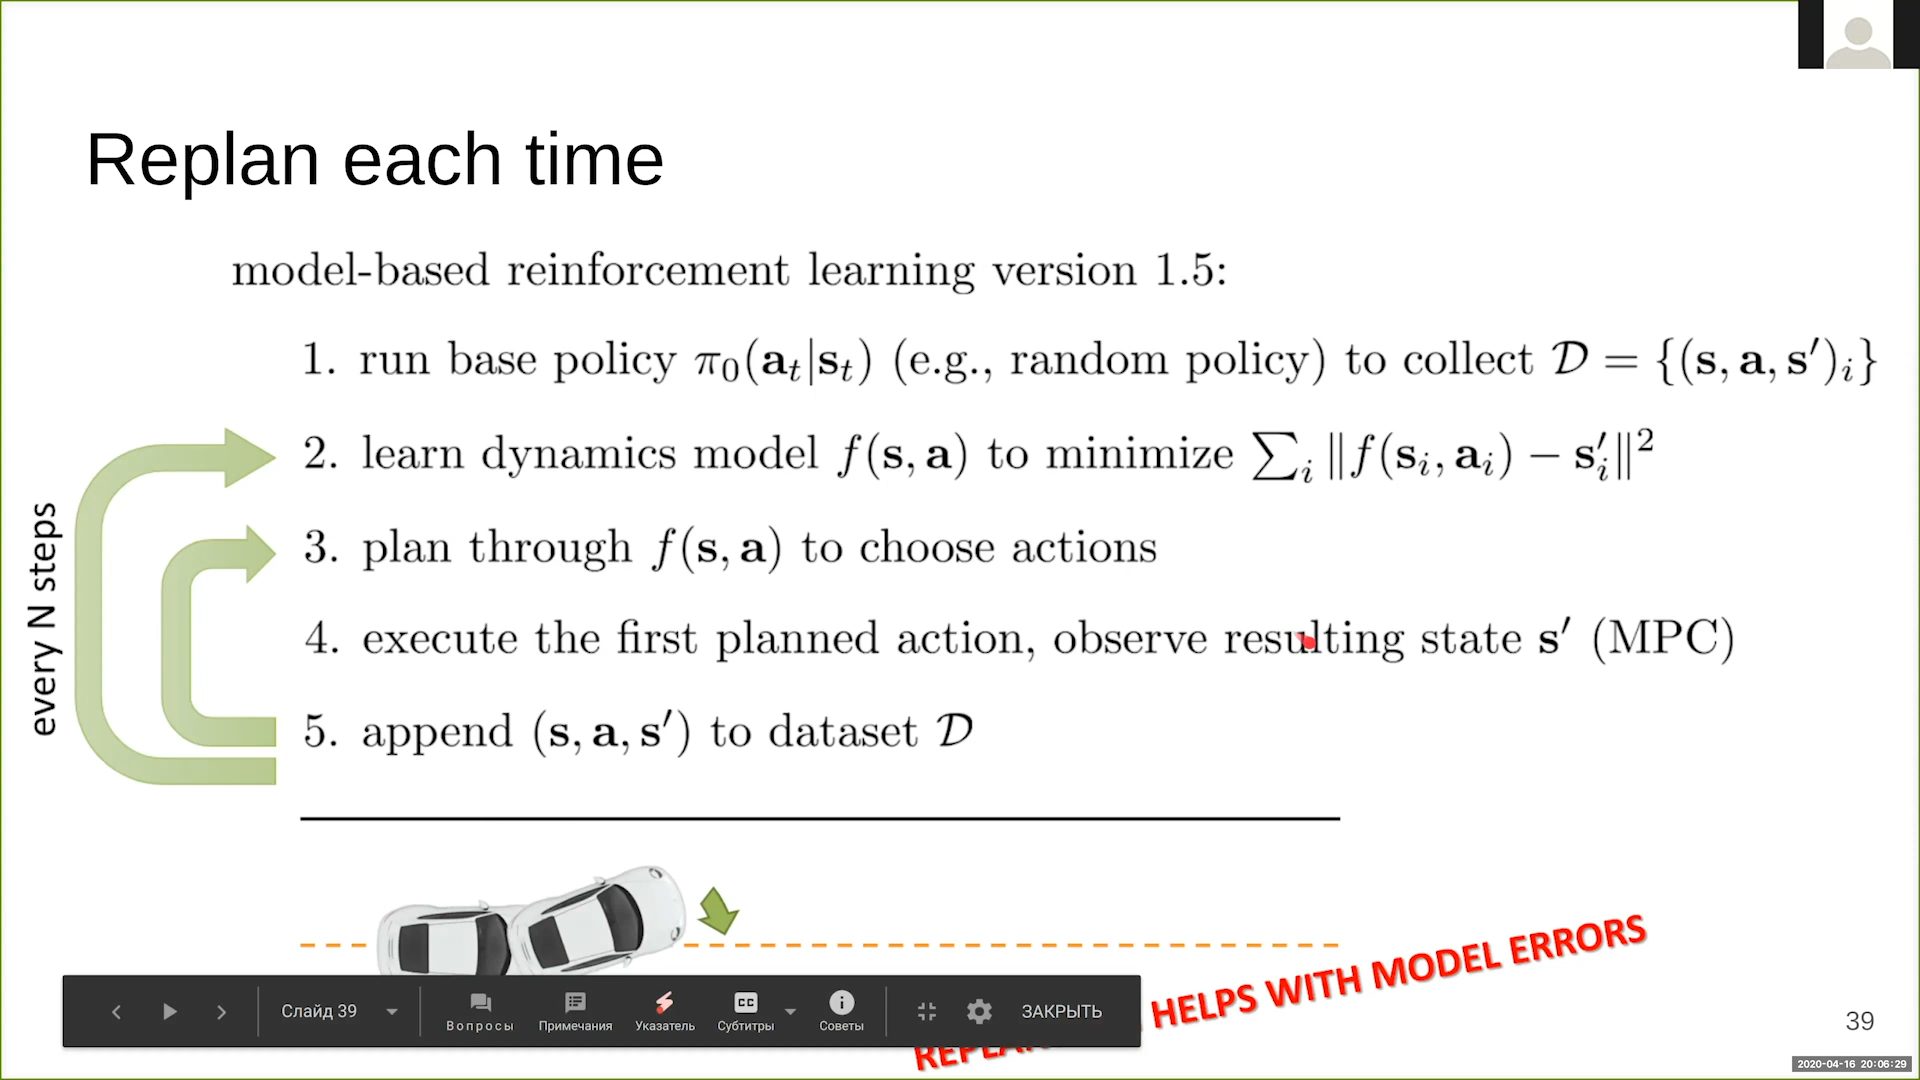 Replan each time
model-based reinforcement learning version 1.5:
1. run base policy π₀(aₜ|sₜ) (e.g., random policy) to collect 𝒟 = {(s, a, s′)ᵢ}
2. learn dynamics model f(s, a) to minimize ∑ᵢ ‖f(sᵢ, aᵢ) − s′ᵢ‖²
3. plan through f(s, a) to choose actions
4. execute the first planned action, observe resulting state s′ (MPC)
5. append (s, a, s′) to dataset 𝒟
every N steps
HELPS WITH MODEL ERRORS
Слайд 39
Вопросы
Примечания
Указатель
CC
Субтитры
Советы
ЗАКРЫТЬ
39
2020-04-16 20:06:29